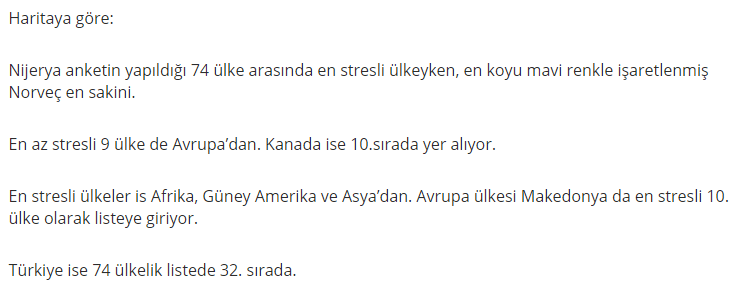 Haritaya göre:
Nijerya anketin yapıldığı 74 ülke arasında en stresli ülkeyken, en koyu mavi renkle işaretlenmiş
Norveç en sakini.
En az stresli 9 ülke de Avrupa’dan. Kanada ise 10.sırada yer alıyor.
En stresli ülkeler is Afrika, Güney Amerika ve Asya’dan. Avrupa ülkesi Makedonya da en stresli 10.
ülke olarak listeye giriyor.
Türkiye ise 74 ülkelik listede 32. sırada.